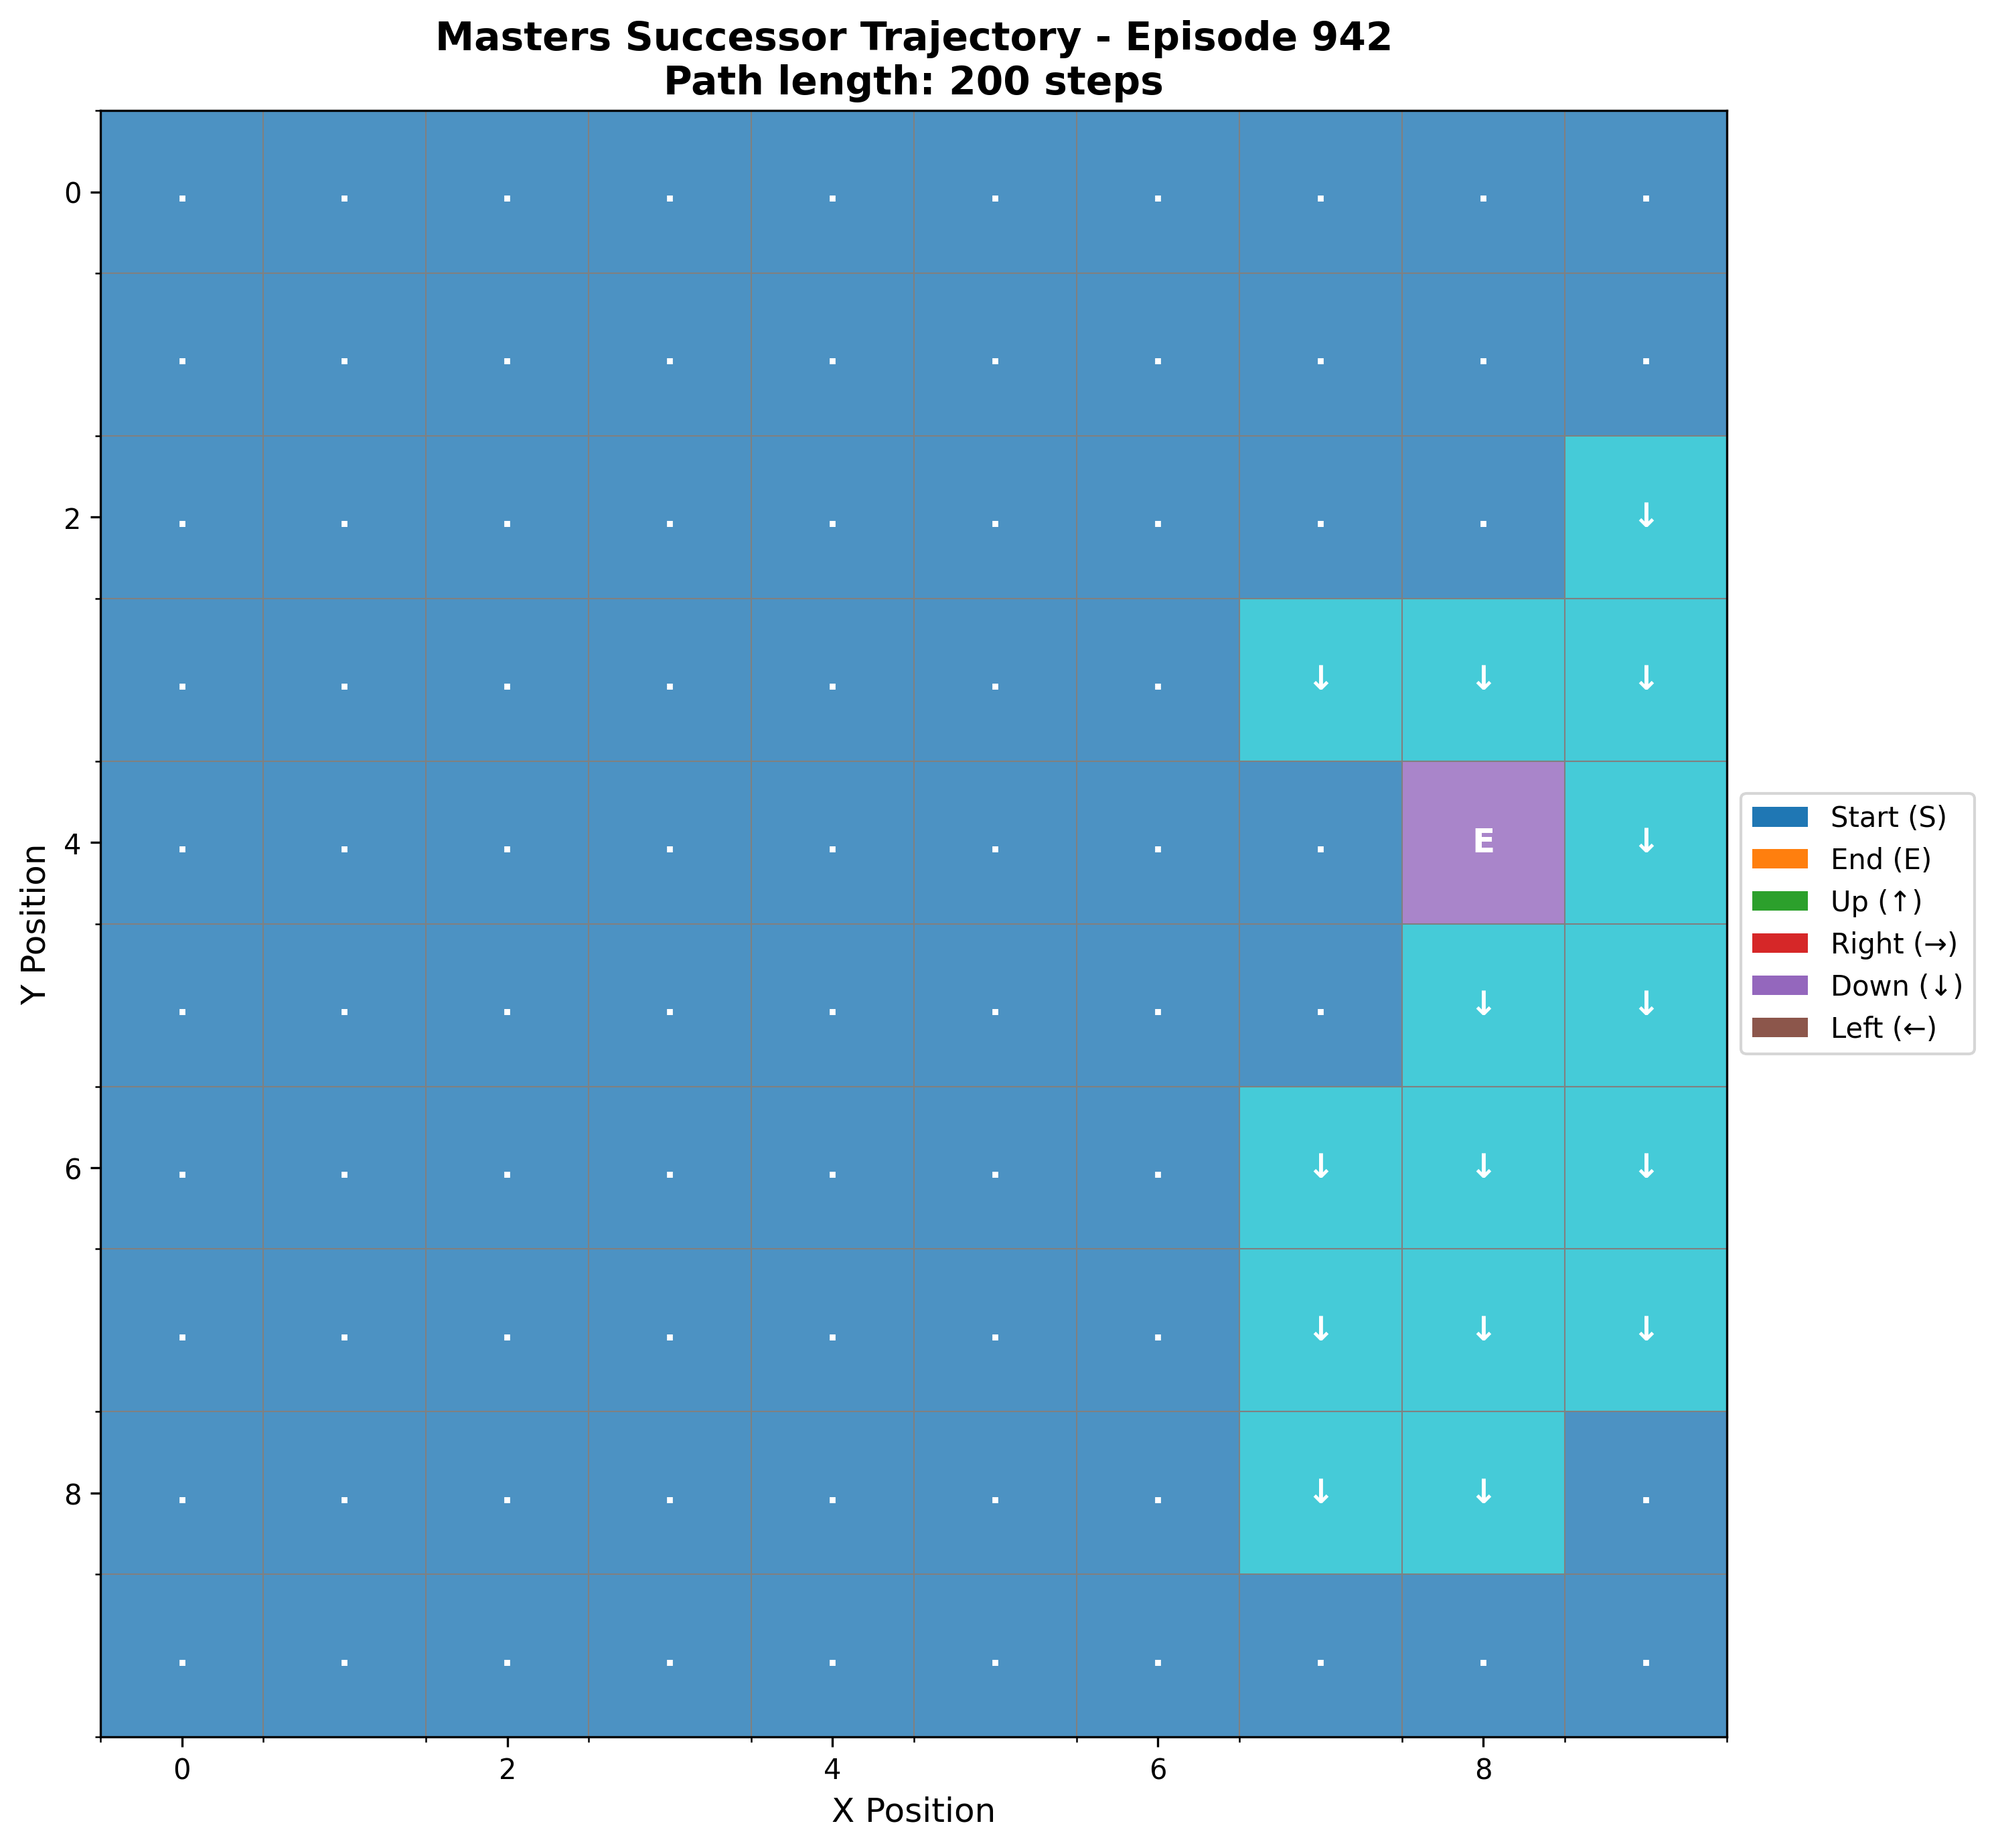 Masters Successor Trajectory - Episode 942
Path length: 200 steps
0 . . . . . . . . . .
. . . . . . . . . .
2 . . . . . . . . . ↓
. . . . . . . ↓ ↓ ↓
4 . . . . . . . . E ↓
. . . . . . . . ↓ ↓
6 . . . . . . . ↓ ↓ ↓
. . . . . . . ↓ ↓ ↓
8 . . . . . . . ↓ ↓ .
. . . . . . . . . .
0 2 4 6 8
X Position
Y Position
Start (S)
End (E)
Up (↑)
Right (→)
Down (↓)
Left (←)